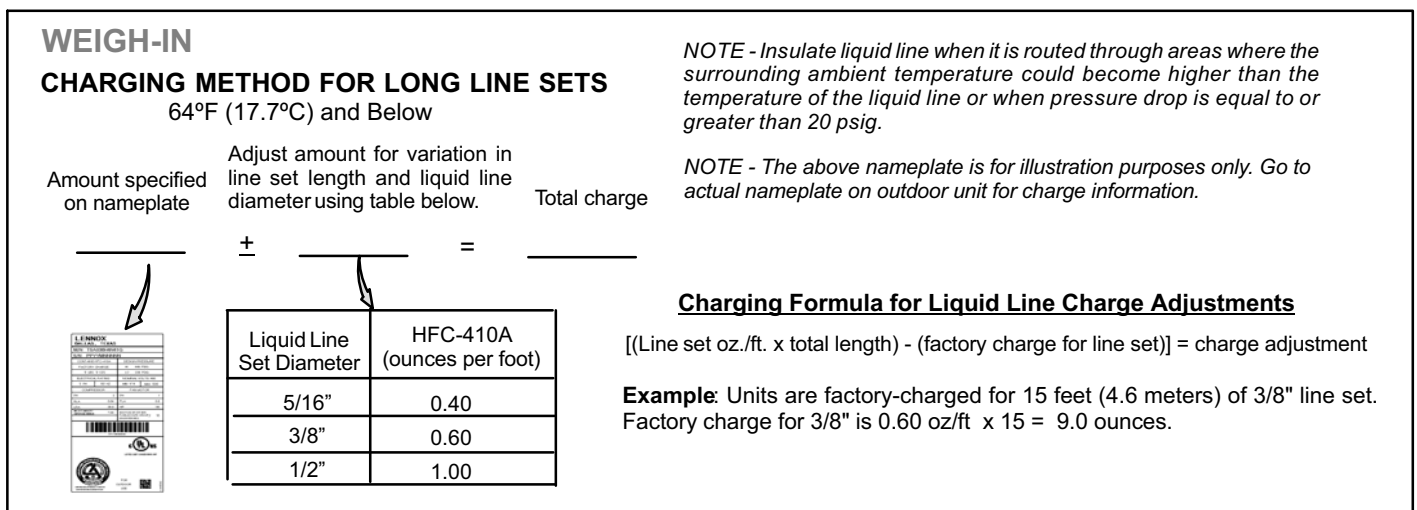 WEIGH-IN
CHARGING METHOD FOR LONG LINE SETS
64ºF (17.7ºC) and Below
Amount specified
on nameplate
Adjust amount for variation in
line set length and liquid line
diameter using table below.
Total charge
± =
LENNOX
Liquid Line
Set Diameter
HFC-410A
(ounces per foot)
5/16” 0.40
3/8” 0.60
1/2” 1.00
NOTE - Insulate liquid line when it is routed through areas where the
surrounding ambient temperature could become higher than the
temperature of the liquid line or when pressure drop is equal to or
greater than 20 psig.
NOTE - The above nameplate is for illustration purposes only. Go to
actual nameplate on outdoor unit for charge information.
Charging Formula for Liquid Line Charge Adjustments
[(Line set oz./ft. x total length) - (factory charge for line set)] = charge adjustment
Example: Units are factory-charged for 15 feet (4.6 meters) of 3/8" line set.
Factory charge for 3/8" is 0.60 oz/ft x 15 = 9.0 ounces.